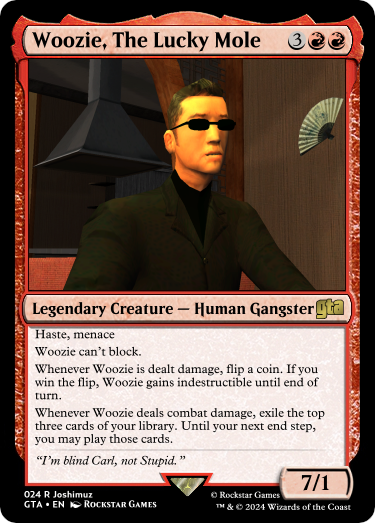 Woozie, The Lucky Mole 3
Legendary Creature — Human Gangster gta
Haste, menace
Woozie can't block.
Whenever Woozie is dealt damage, flip a coin. If you
win the flip, Woozie gains indestructible until end of
turn.
Whenever Woozie deals combat damage, exile the top
three cards of your library. Until your next end step,
you may play those cards.
"I'm blind Carl, not Stupid."
7/1
024 R Joshimuz
GTA • EN Rockstar Games
© Rockstar Games
™ & © 2024 Wizards of the Coast